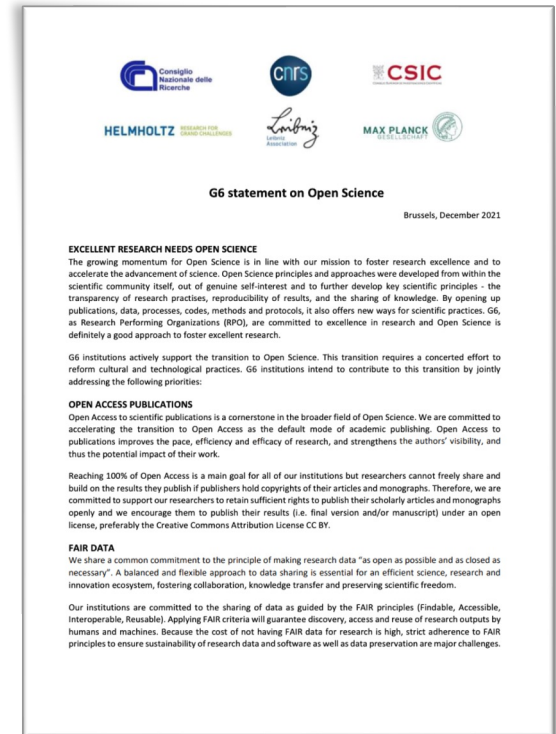 Consiglio
Nazionale delle
Ricerche
cnrs
CSIC
HELMHOLTZ RESEARCH FOR
GRAND CHALLENGES
Leibniz
Leibniz
Association
MAX PLANCK
GESELLSCHAFT
G6 statement on Open Science
Brussels, December 2021
EXCELLENT RESEARCH NEEDS OPEN SCIENCE
The growing momentum for Open Science is in line with our mission to foster research excellence and to
accelerate the advancement of science. Open Science principles and approaches were developed from within the
scientific community itself, out of genuine self-interest and to further develop key scientific principles - the
transparency of research practises, reproducibility of results, and the sharing of knowledge. By opening up
publications, data, processes, codes, methods and protocols, it also offers new ways for scientific practices. G6,
as Research Performing Organizations (RPO), are committed to excellence in research and Open Science is
definitely a good approach to foster excellent research.
G6 institutions actively support the transition to Open Science. This transition requires a concerted effort to
reform cultural and technological practices. G6 institutions intend to contribute to this transition by jointly
addressing the following priorities:
OPEN ACCESS PUBLICATIONS
Open Access to scientific publications is a cornerstone in the broader field of Open Science. We are committed to
accelerating the transition to Open Access as the default mode of academic publishing. Open Access to
publications improves the pace, efficiency and efficacy of research, and strengthens the authors' visibility, and
thus the potential impact of their work.
Reaching 100% of Open Access is a main goal for all of our institutions but researchers cannot freely share and
build on the results they publish if publishers hold copyrights of their articles and monographs. Therefore, we are
committed to support our researchers to retain sufficient rights to publish their scholarly articles and monographs
openly and we encourage them to publish their results (i.e. final version and/or manuscript) under an open
license, preferably the Creative Commons Attribution License CC BY.
FAIR DATA
We share a common commitment to the principle of making research data "as open as possible and as closed as
necessary". A balanced and flexible approach to data sharing is essential for an efficient science, research and
innovation ecosystem, fostering collaboration, knowledge transfer and preserving scientific freedom.
Our institutions are committed to the sharing of data as guided by the FAIR principles (Findable, Accessible,
Interoperable, Reusable). Applying FAIR criteria will guarantee discovery, access and reuse of research outputs by
humans and machines. Because the cost of not having FAIR data for research is high, strict adherence to FAIR
principles to ensure sustainability of research data and software as well as data preservation are major challenges.